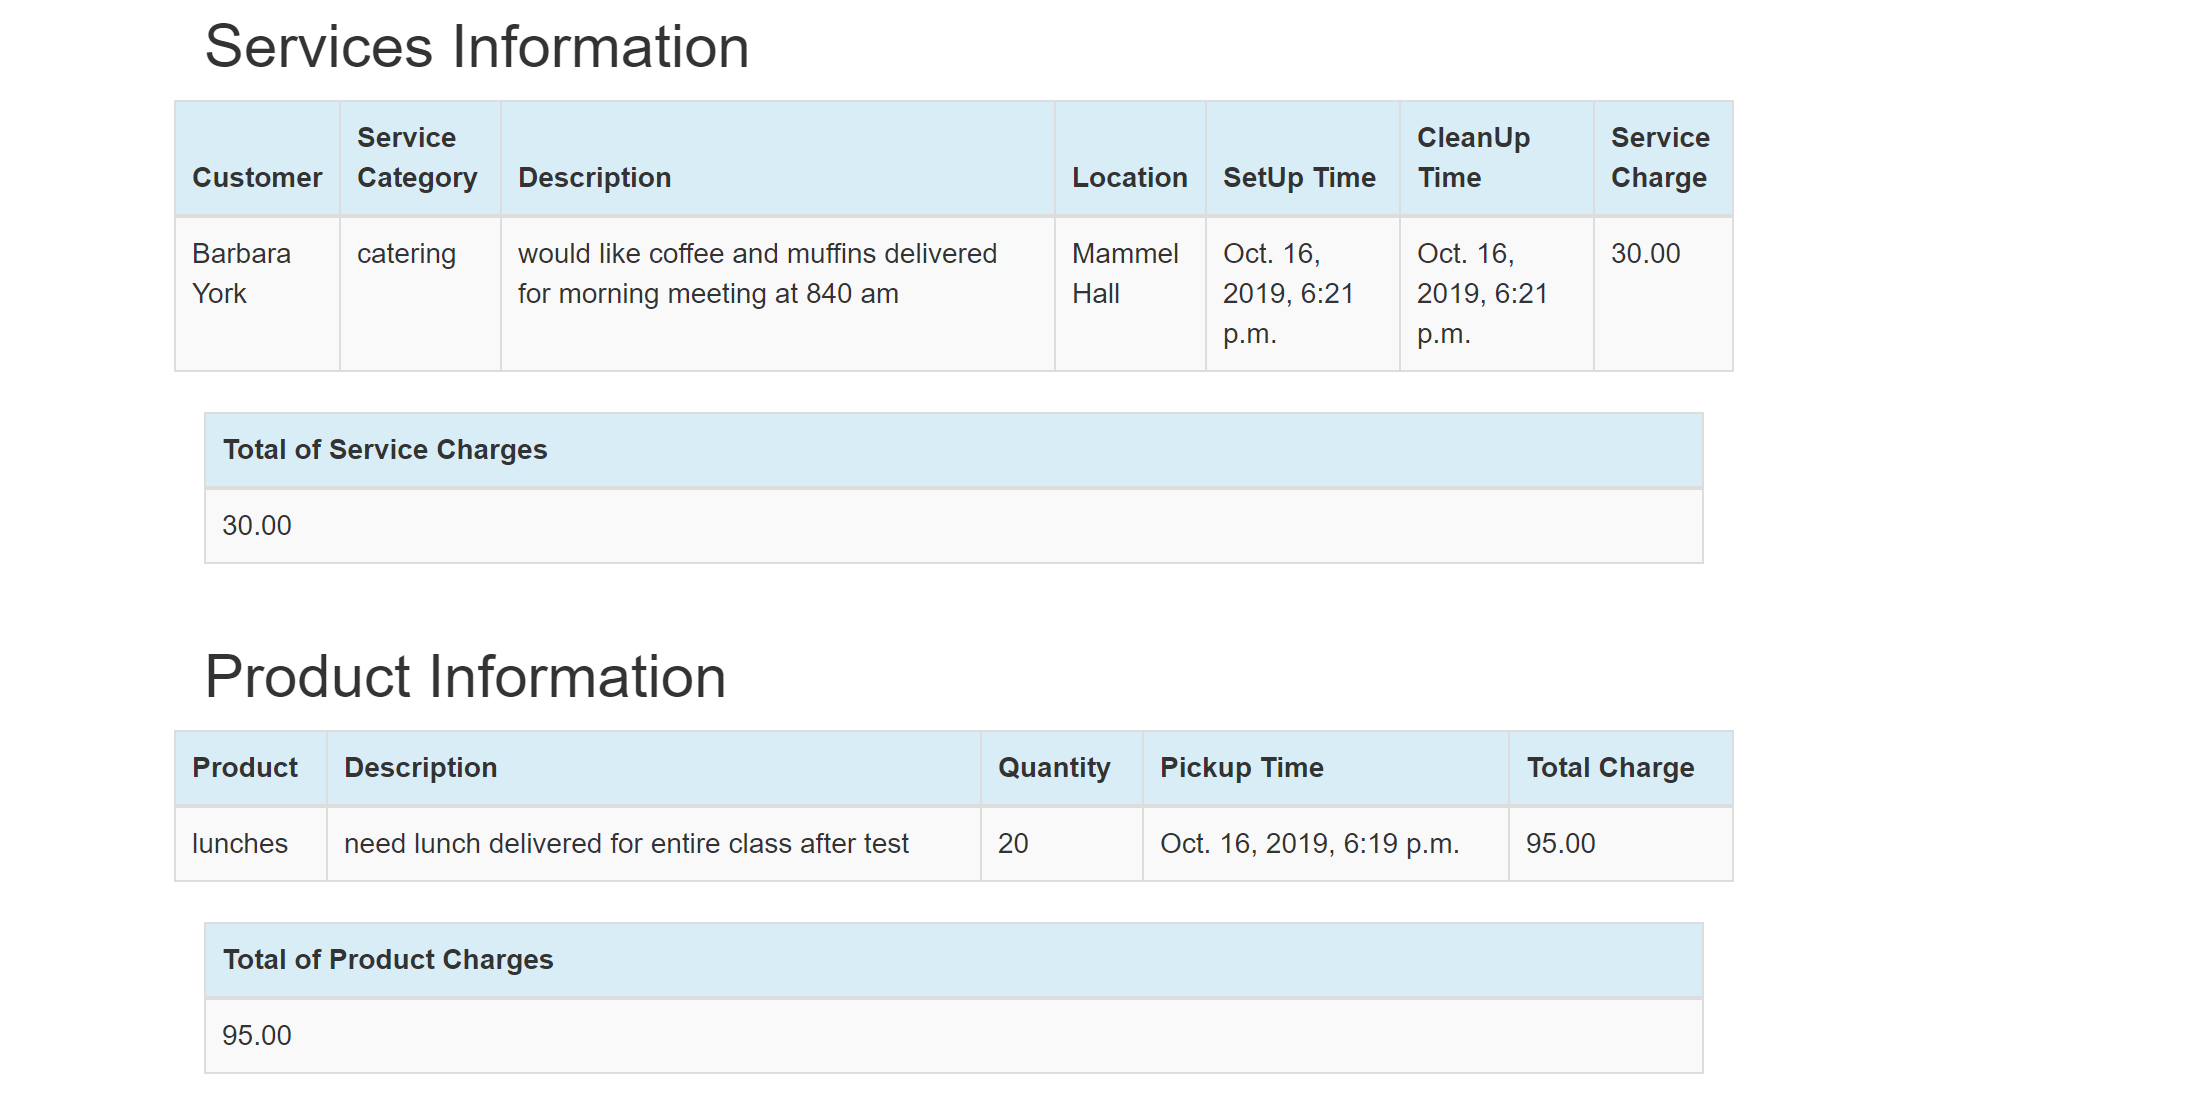 Services Information
Customer
Service
Category
Description
Location
SetUp Time
CleanUp
Time
Service
Charge
Barbara
York
catering
would like coffee and muffins delivered
for morning meeting at 840 am
Mammel
Hall
Oct. 16,
2019, 6:21
p.m.
Oct. 16,
2019, 6:21
p.m.
30.00
Total of Service Charges
30.00
Product Information
Product
Description
Quantity
Pickup Time
Total Charge
lunches
need lunch delivered for entire class after test
20
Oct. 16, 2019, 6:19 p.m.
95.00
Total of Product Charges
95.00